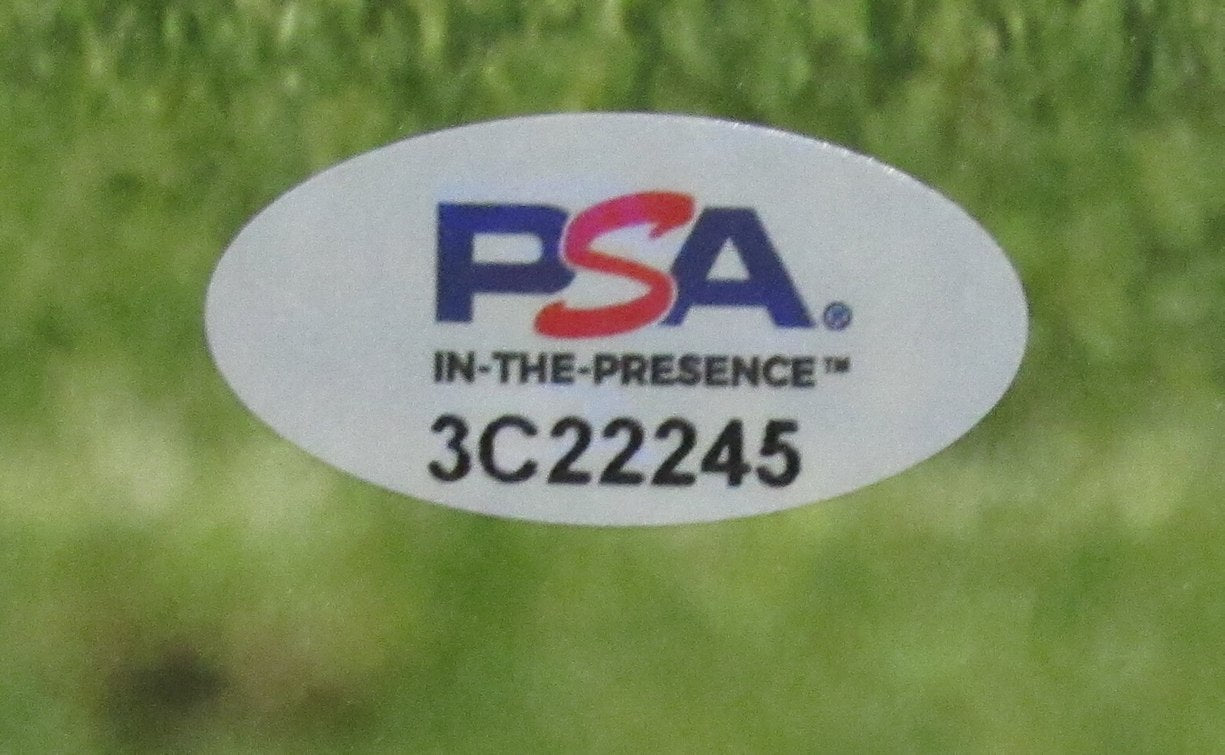 PSA®
IN-THE-PRESENCE™
3C22245